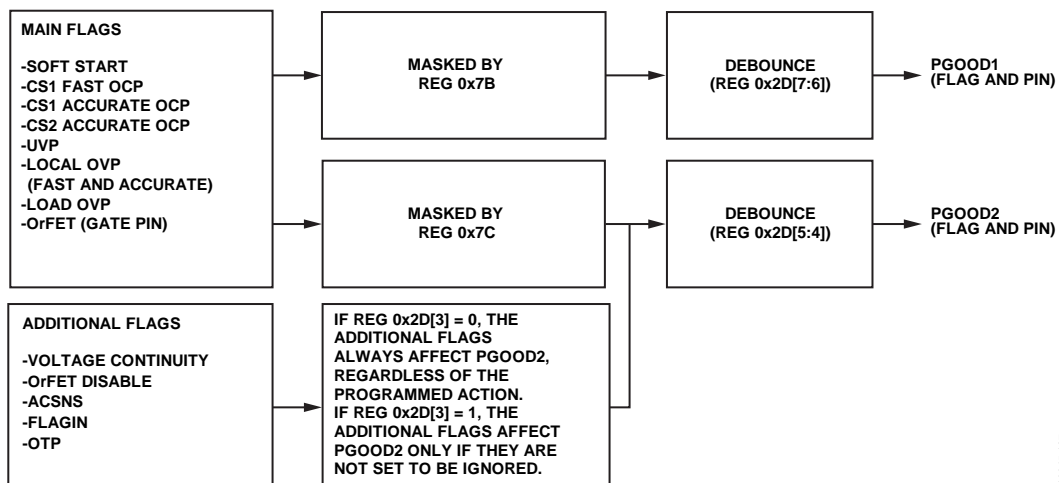 MAIN FLAGS
-SOFT START
-CS1 FAST OCP
-CS1 ACCURATE OCP
-CS2 ACCURATE OCP
-UVP
-LOCAL OVP
(FAST AND ACCURATE)
-LOAD OVP
-OrFET (GATE PIN)
MASKED BY
REG 0x7B
DEBOUNCE
(REG 0x2D[7:6])
PGOOD1
(FLAG AND PIN)
MASKED BY
REG 0x7C
DEBOUNCE
(REG 0x2D[5:4])
PGOOD2
(FLAG AND PIN)
ADDITIONAL FLAGS
-VOLTAGE CONTINUITY
-OrFET DISABLE
-ACSNS
-FLAGIN
-OTP
IF REG 0x2D[3] = 0, THE
ADDITIONAL FLAGS
ALWAYS AFFECT PGOOD2,
REGARDLESS OF THE
PROGRAMMED ACTION.
IF REG 0x2D[3] = 1, THE
ADDITIONAL FLAGS AFFECT
PGOOD2 ONLY IF THEY ARE
NOT SET TO BE IGNORED.